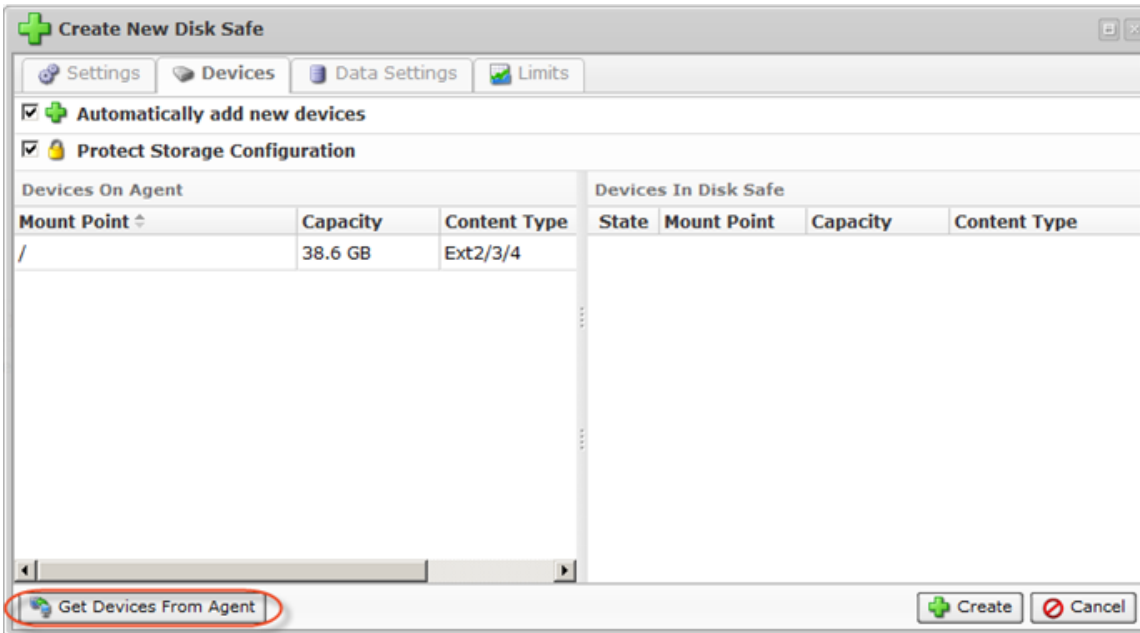 Create New Disk Safe
Settings Devices Data Settings Limits
Automatically add new devices
Protect Storage Configuration
Devices On Agent Devices In Disk Safe
Mount Point Capacity Content Type State Mount Point Capacity Content Type
/ 38.6 GB Ext2/3/4
Get Devices From Agent Create Cancel